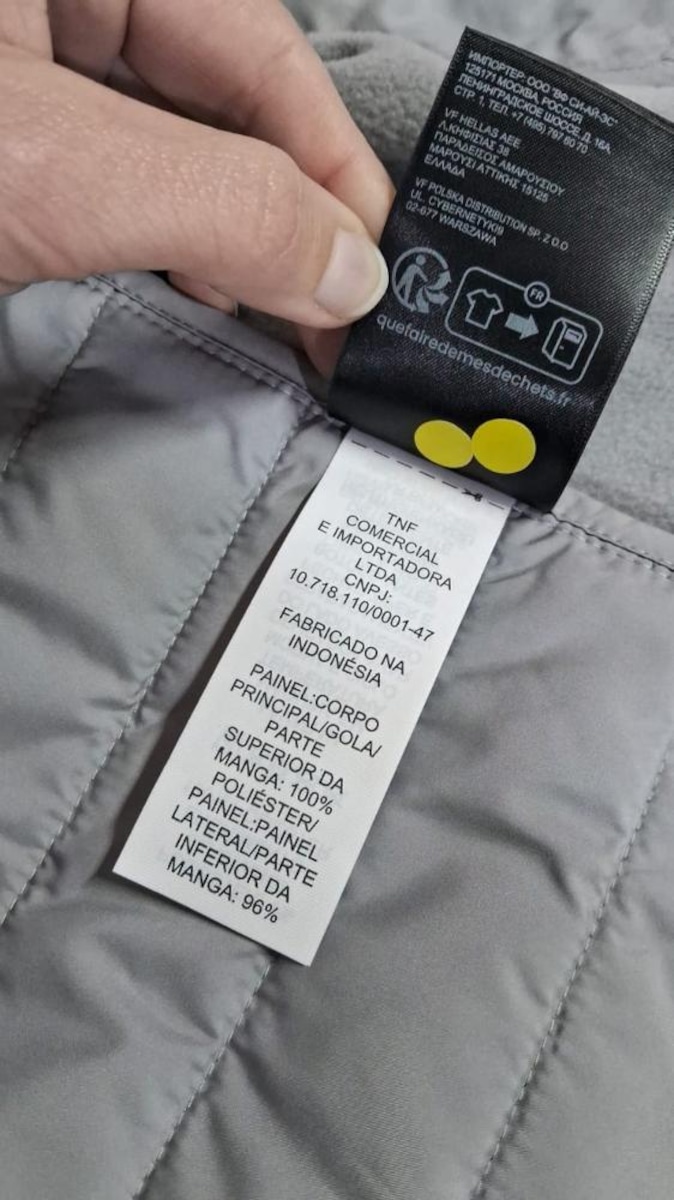 ИМПОРТЕР: ООО "ВФ СИ-АЙ-ЭС"
125171 МОСКВА, РОССИЯ
ЛЕНИНГРАДСКОЕ ШОССЕ, Д. 16А
СТР. 1, ТЕЛ. +7 (495) 797 80 70
VF HELLAS AEE
Λ.ΚΗΦΙΣΙΑΣ 38
ΠΑΡΑΔΕΙΣΟΣ ΑΜΑΡΟΥΣΙΟΥ
ΜΑΡΟΥΣΙ ΑΤΤΙΚΗΣ 15125
ΕΛΛΑΔΑ
VF POLSKA DISTRIBUTION SP. Z O.O
UL. CYBERNETYKI9
02-677 WARSZAWA
FR
quefairedemesdechets.fr
TNF
COMERCIAL
E IMPORTADORA
LTDA
CNPJ:
10.718.110/0001-47
FABRICADO NA
INDONÉSIA
PAINEL:CORPO
PRINCIPAL/GOLA/
PARTE
SUPERIOR DA
MANGA: 100%
POLIÉSTER/
PAINEL:PAINEL
LATERAL/PARTE
INFERIOR DA
MANGA: 96%